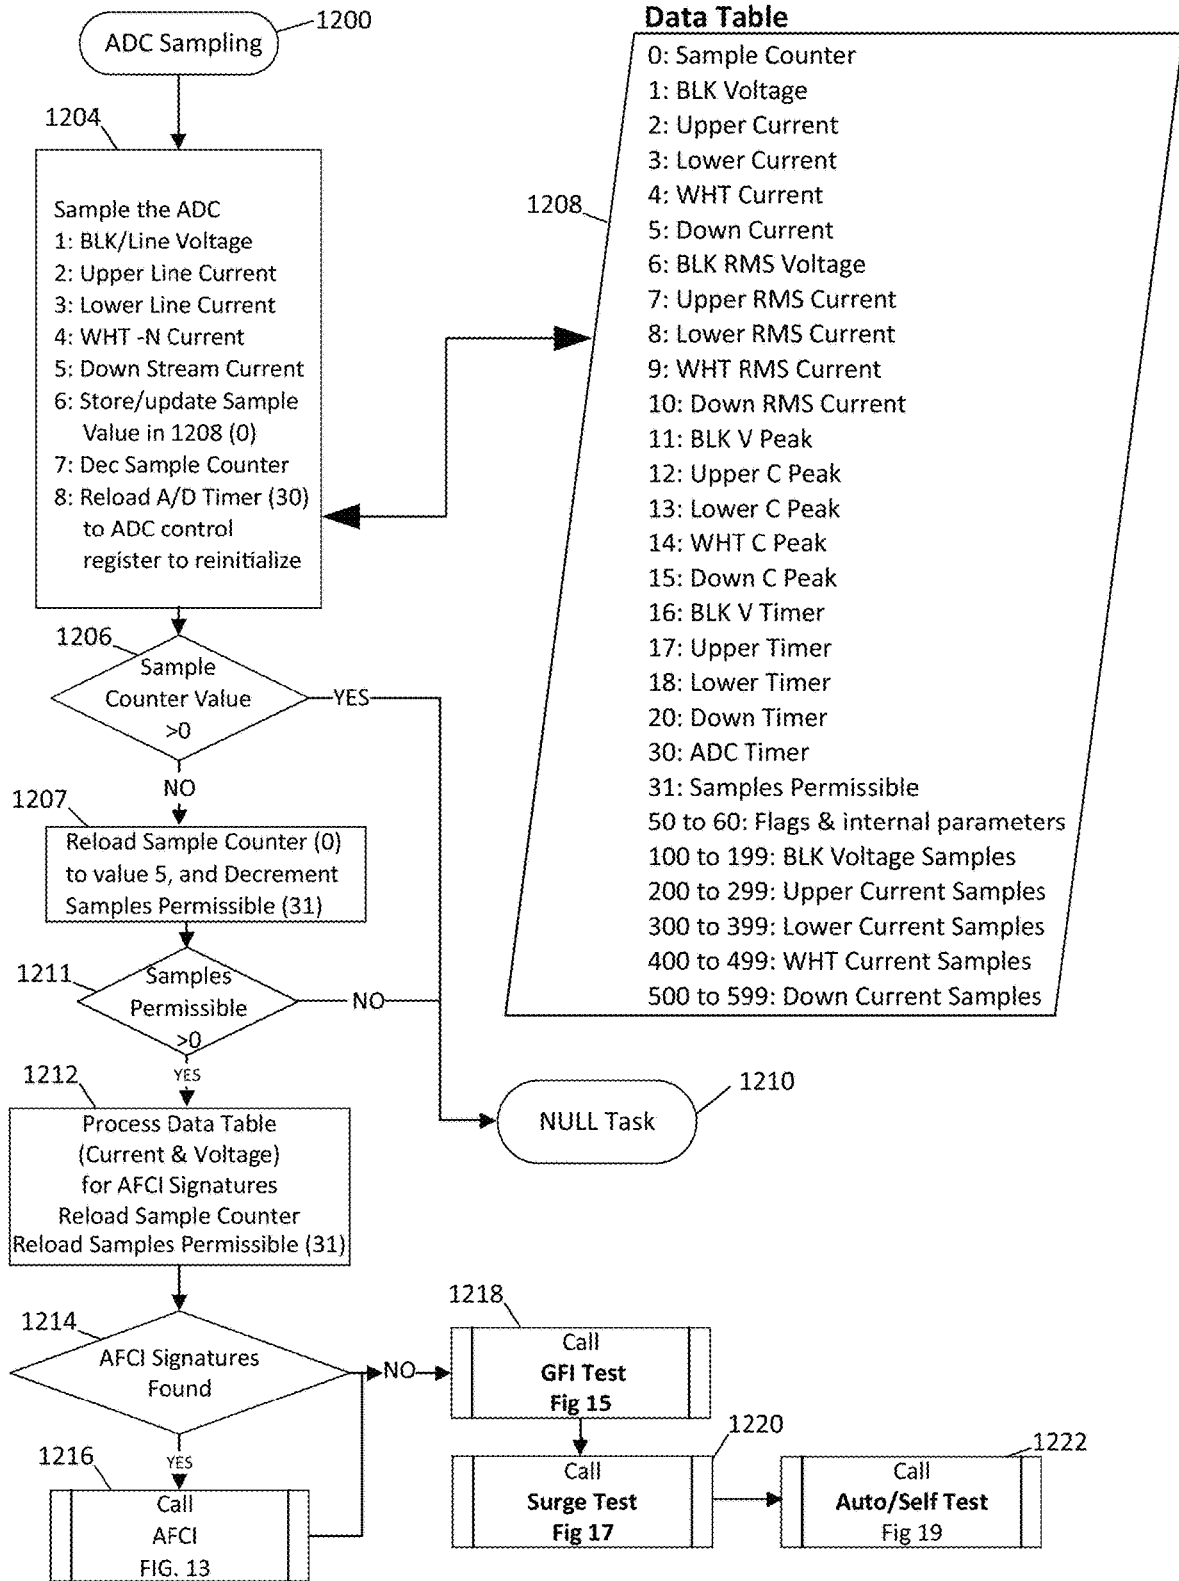 1200
ADC Sampling
1204
Sample the ADC
1: BLK/Line Voltage
2: Upper Line Current
3: Lower Line Current
4: WHT -N Current
5: Down Stream Current
6: Store/update Sample
Value in 1208 (0)
7: Dec Sample Counter
8: Reload A/D Timer (30)
to ADC control
register to reinitialize
Data Table
1208
0: Sample Counter
1: BLK Voltage
2: Upper Current
3: Lower Current
4: WHT Current
5: Down Current
6: BLK RMS Voltage
7: Upper RMS Current
8: Lower RMS Current
9: WHT RMS Current
10: Down RMS Current
11: BLK V Peak
12: Upper C Peak
13: Lower C Peak
14: WHT C Peak
15: Down C Peak
16: BLK V Timer
17: Upper Timer
18: Lower Timer
20: Down Timer
30: ADC Timer
31: Samples Permissible
50 to 60: Flags & internal parameters
100 to 199: BLK Voltage Samples
200 to 299: Upper Current Samples
300 to 399: Lower Current Samples
400 to 499: WHT Current Samples
500 to 599: Down Current Samples
1206
Sample
Counter Value
>0
YES
NO
1207
Reload Sample Counter (0)
to value 5, and Decrement
Samples Permissible (31)
1211
Samples
Permissible
>0
NO
YES
1210
NULL Task
1212
Process Data Table
(Current & Voltage)
for AFCI Signatures
Reload Sample Counter
Reload Samples Permissible (31)
1214
AFCI Signatures
Found
NO
YES
1216
Call
AFCI
FIG. 13
1218
Call
GFI Test
Fig 15
1220
Call
Surge Test
Fig 17
1222
Call
Auto/Self Test
Fig 19